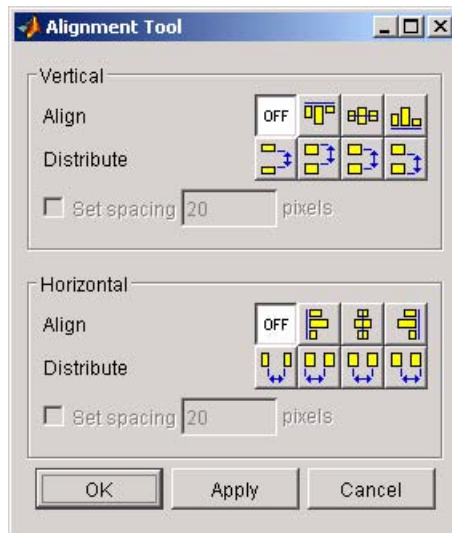 Alignment Tool
Vertical
Align OFF
Distribute
Set spacing 20 pixels
Horizontal
Align OFF
Distribute
Set spacing 20 pixels
OK Apply Cancel